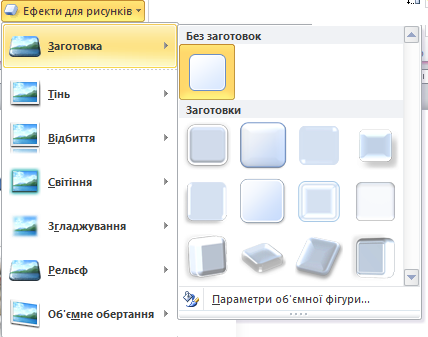 Ефекти для рисунків
Заготовка
Тінь
Відбиття
Світіння
Згладжування
Рельєф
Об'ємне обертання
Без заготовок
Заготовки
Параметри об'ємної фігури...